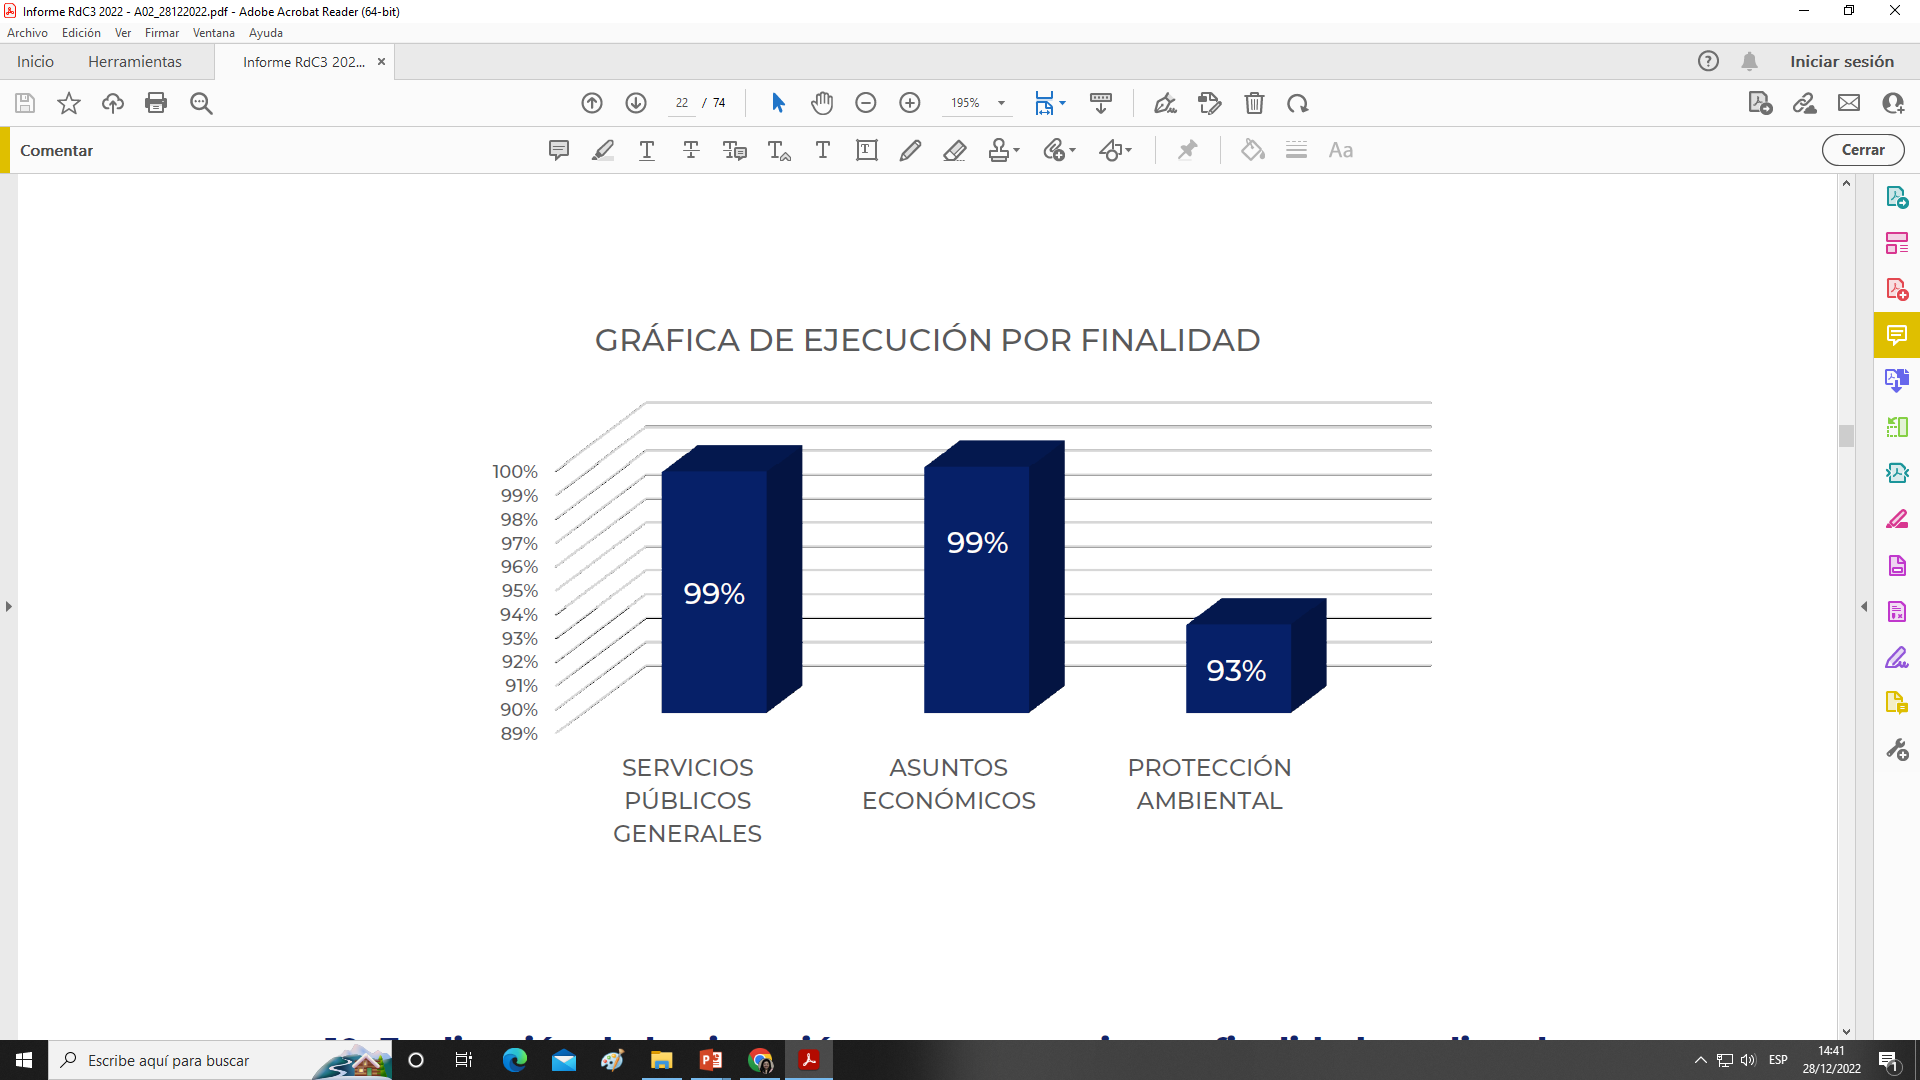 Informe RdC3 2022 - A02_28122022.pdf - Adobe Acrobat Reader (64-bit)
Archivo Edición Ver Firmar Ventana Ayuda
Inicio Herramientas Informe RdC3 202... Iniciar sesión
22 / 74 195%
Comentar Aa Cerrar
GRÁFICA DE EJECUCIÓN POR FINALIDAD
100%
99%
98%
97%
96%
95%
94%
93%
92%
91%
90%
89%
99%
99%
93%
SERVICIOS
PÚBLICOS
GENERALES
ASUNTOS
ECONÓMICOS
PROTECCIÓN
AMBIENTAL
Escribe aquí para buscar
ESP
14:41
28/12/2022
1